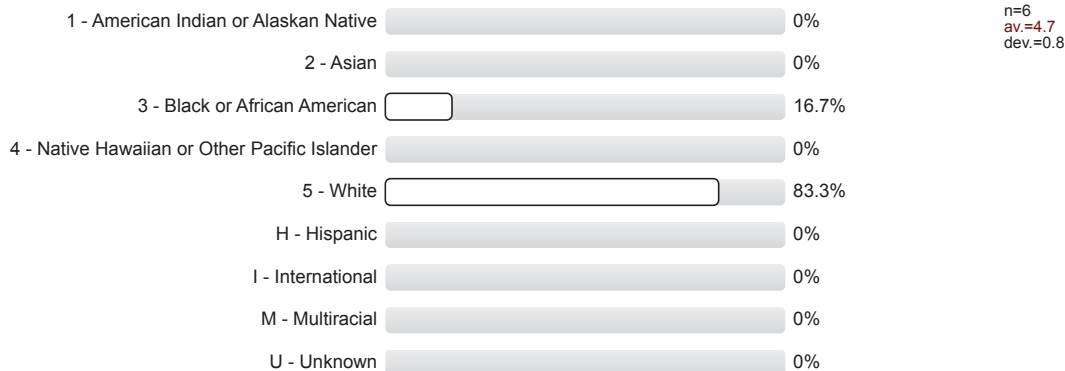 1 - American Indian or Alaskan Native 0%
2 - Asian 0%
3 - Black or African American 16.7%
4 - Native Hawaiian or Other Pacific Islander 0%
5 - White 83.3%
H - Hispanic 0%
I - International 0%
M - Multiracial 0%
U - Unknown 0%
n=6
av.=4.7
dev.=0.8